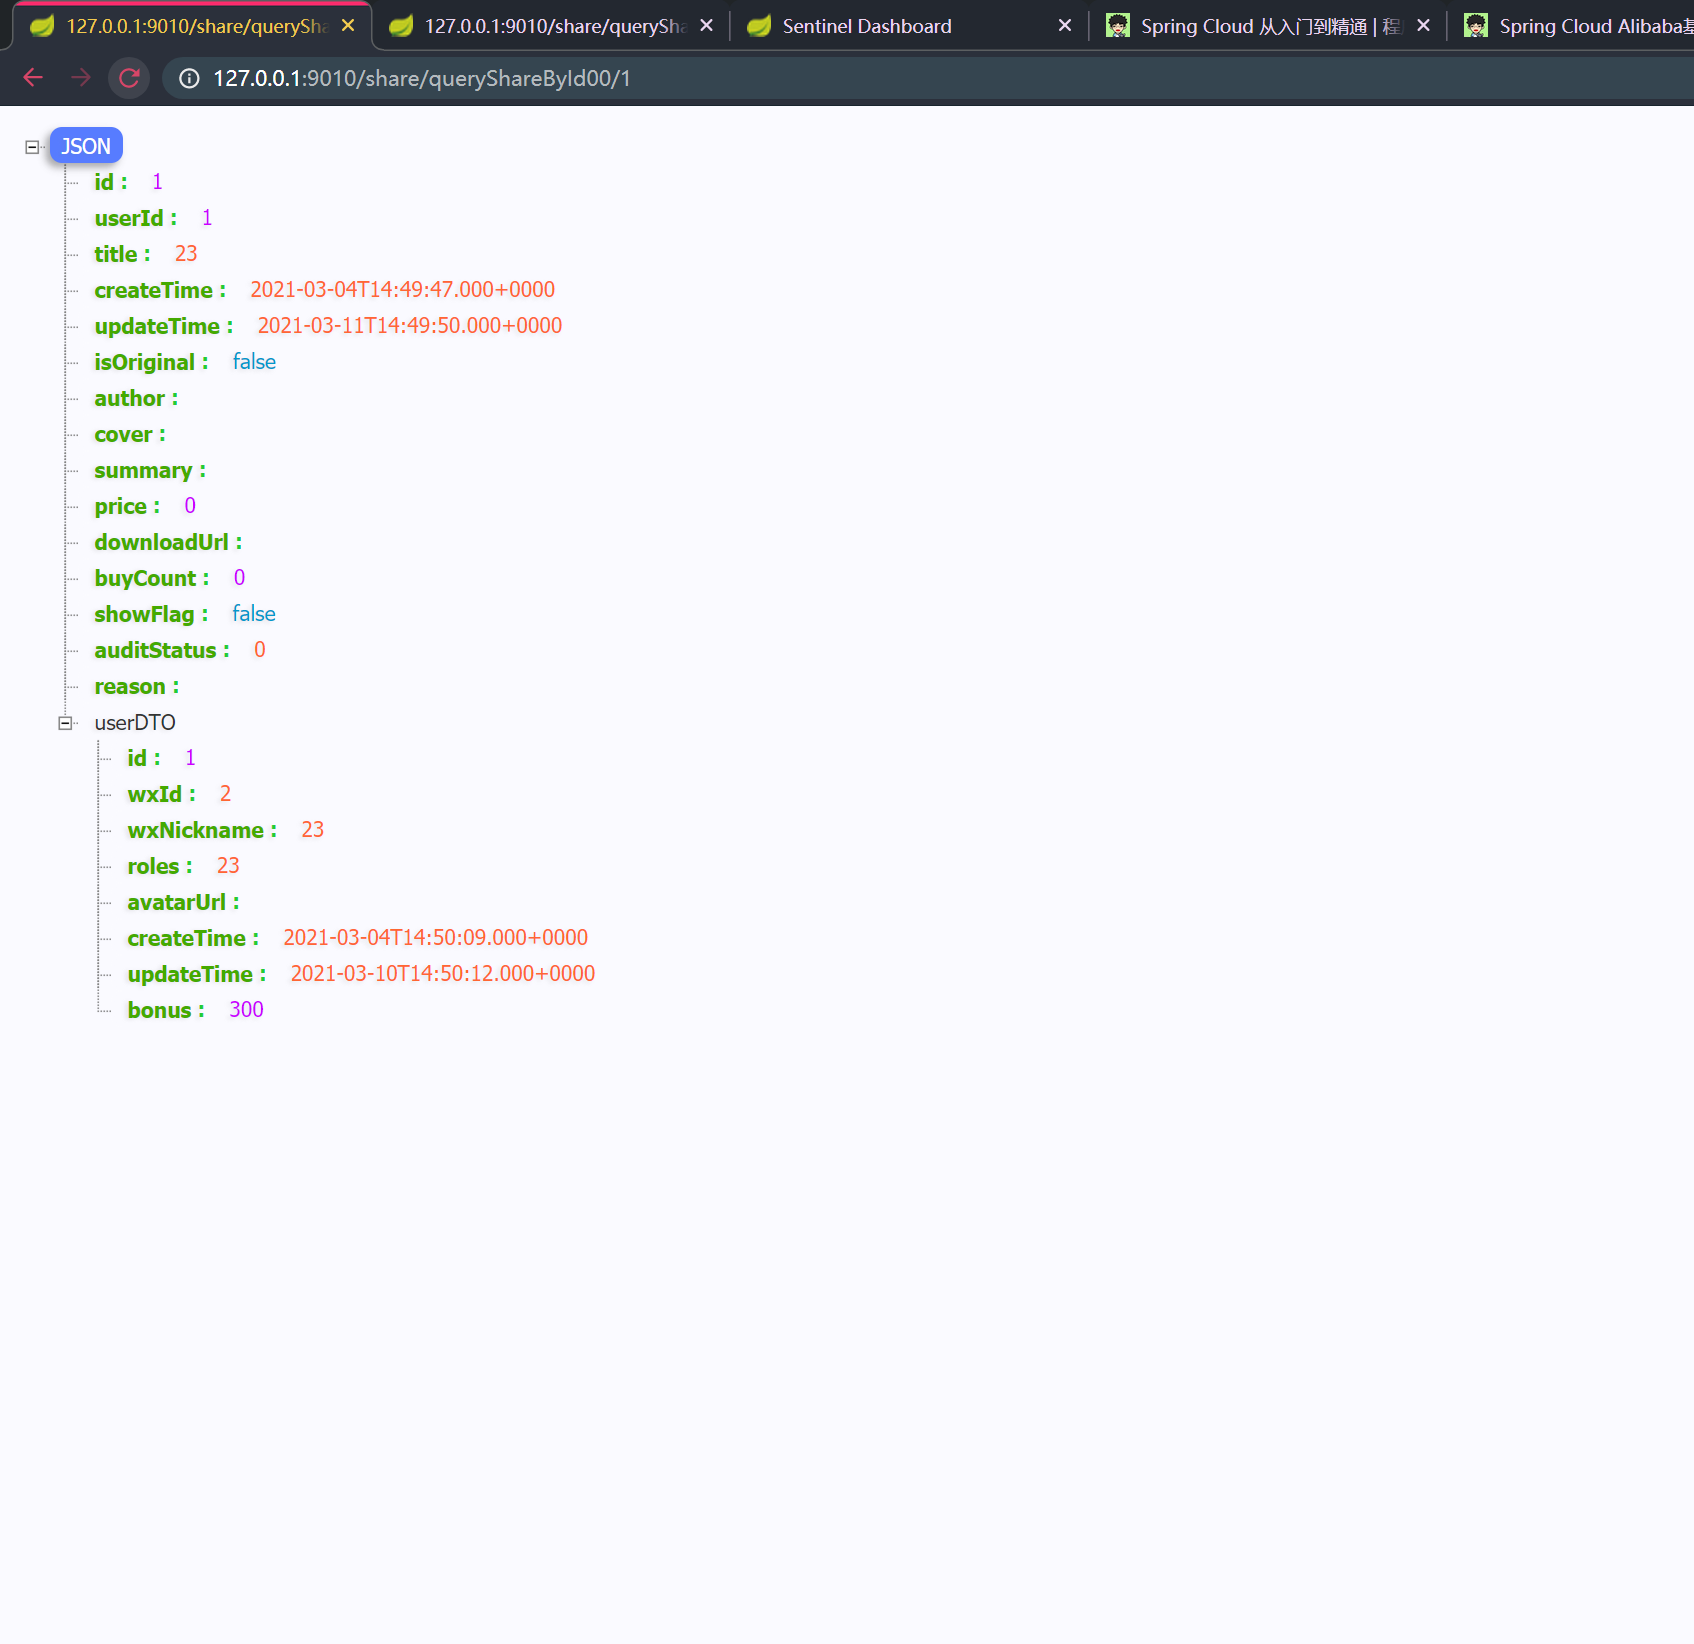 127.0.0.1:9010/share/querySha
127.0.0.1:9010/share/querySha
Sentinel Dashboard
Spring Cloud 从入门到精通 | 程
Spring Cloud Alibaba基
127.0.0.1:9010/share/queryShareById00/1
JSON
id : 1
userId : 1
title : 23
createTime : 2021-03-04T14:49:47.000+0000
updateTime : 2021-03-11T14:49:50.000+0000
isOriginal : false
author :
cover :
summary :
price : 0
downloadUrl :
buyCount : 0
showFlag : false
auditStatus : 0
reason :
userDTO
id : 1
wxId : 2
wxNickname : 23
roles : 23
avatarUrl :
createTime : 2021-03-04T14:50:09.000+0000
updateTime : 2021-03-10T14:50:12.000+0000
bonus : 300